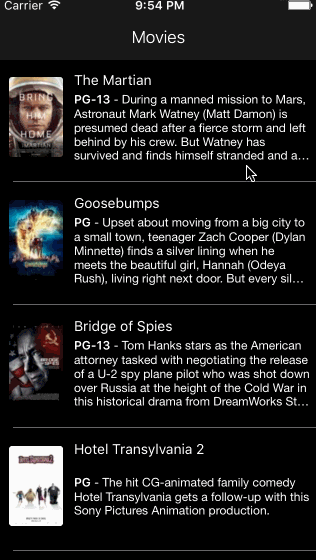 Carrier 9:54 PM
Movies
BRING
HIM
HOME
The Martian
PG-13 - During a manned mission to Mars,
Astronaut Mark Watney (Matt Damon) is
presumed dead after a fierce storm and left
behind by his crew. But Watney has
survived and finds himself stranded and a...
Goosebumps
PG - Upset about moving from a big city to
a small town, teenager Zach Cooper (Dylan
Minnette) finds a silver lining when he
meets the beautiful girl, Hannah (Odeya
Rush), living right next door. But every sil...
Bridge of Spies
PG-13 - Tom Hanks stars as the American
attorney tasked with negotiating the release
of a U-2 spy plane pilot who was shot down
over Russia at the height of the Cold War in
this historical drama from DreamWorks St...
Hotel Transylvania 2
PG - The hit CG-animated family comedy
Hotel Transylvania gets a follow-up with this
Sony Pictures Animation production.